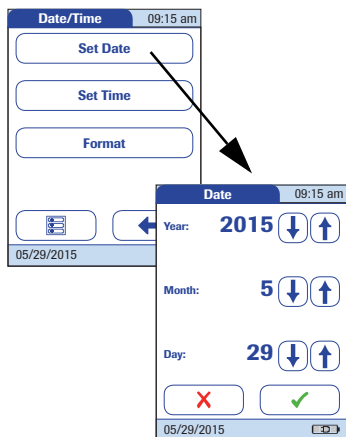 Date/Time 09:15 am
Set Date
Set Time
Format
05/29/2015
Date 09:15 am
Year: 2015
Month: 5
Day: 29
05/29/2015